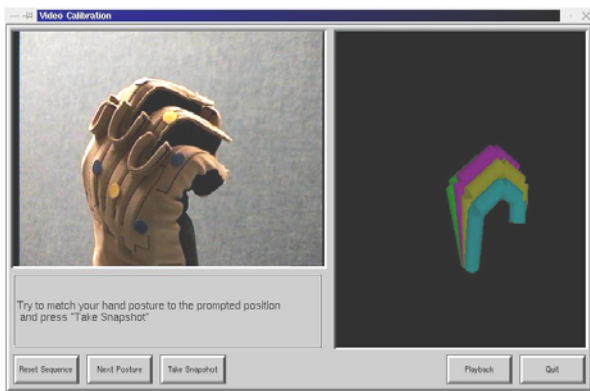 Video Calibration
Try to match your hand posture to the prompted position
and press "Take Snapshot"
Reset Sequence
Next Posture
Take Snapshot
Playback
Quit